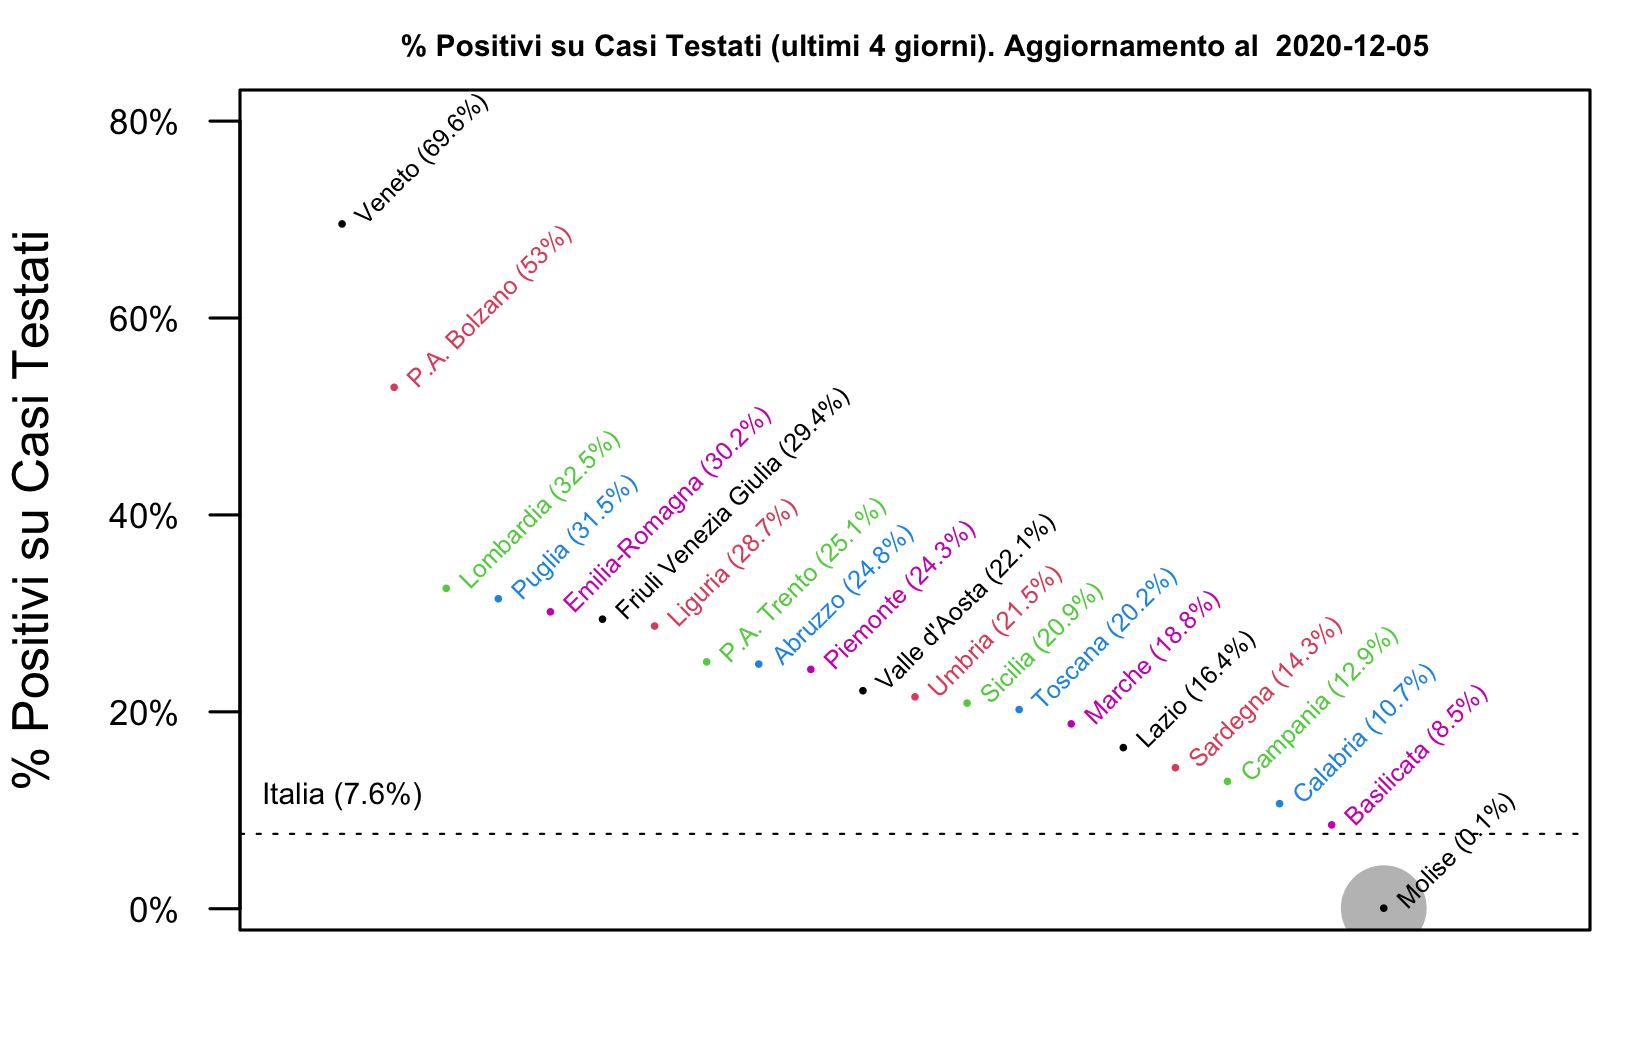 % Positivi su Casi Testati (ultimi 4 giorni). Aggiornamento al  2020-12-05
% Positivi su Casi Testati
80%
60%
40%
20%
0%
Veneto (69.6%)
P.A. Bolzano (53%)
Lombardia (32.5%)
Puglia (31.5%)
Emilia-Romagna (30.2%)
Friuli Venezia Giulia (29.4%)
Liguria (28.7%)
P.A. Trento (25.1%)
Abruzzo (24.8%)
Piemonte (24.3%)
Valle d'Aosta (22.1%)
Umbria (21.5%)
Sicilia (20.9%)
Toscana (20.2%)
Marche (18.8%)
Lazio (16.4%)
Sardegna (14.3%)
Campania (12.9%)
Calabria (10.7%)
Basilicata (8.5%)
Molise (0.1%)
Italia (7.6%)